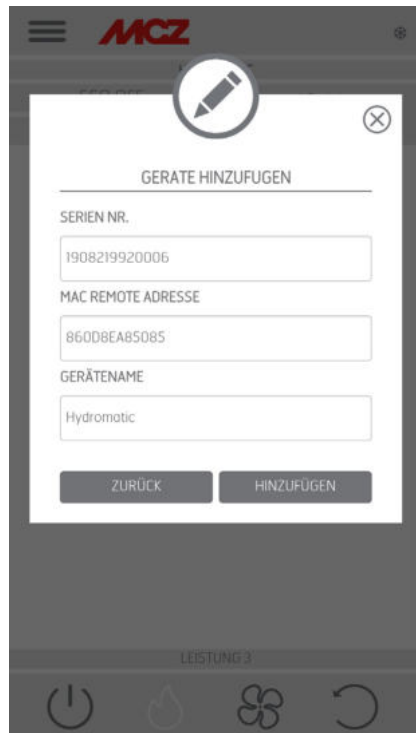 MCZ
GERATE HINZUFUGEN
SERIEN NR.
1908219920006
MAC REMOTE ADRESSE
860D8EA85085
GERÄTENAME
Hydromatic
ZURÜCK
HINZUFÜGEN
LEISTUNG 3